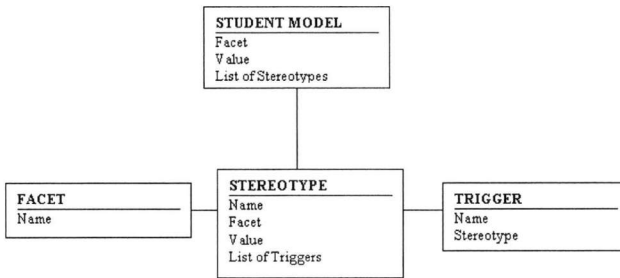 STUDENT MODEL
Facet
Value
List of Stereotypes
FACET
Name
STEREOTYPE
Name
Facet
Value
List of Triggers
TRIGGER
Name
Stereotype